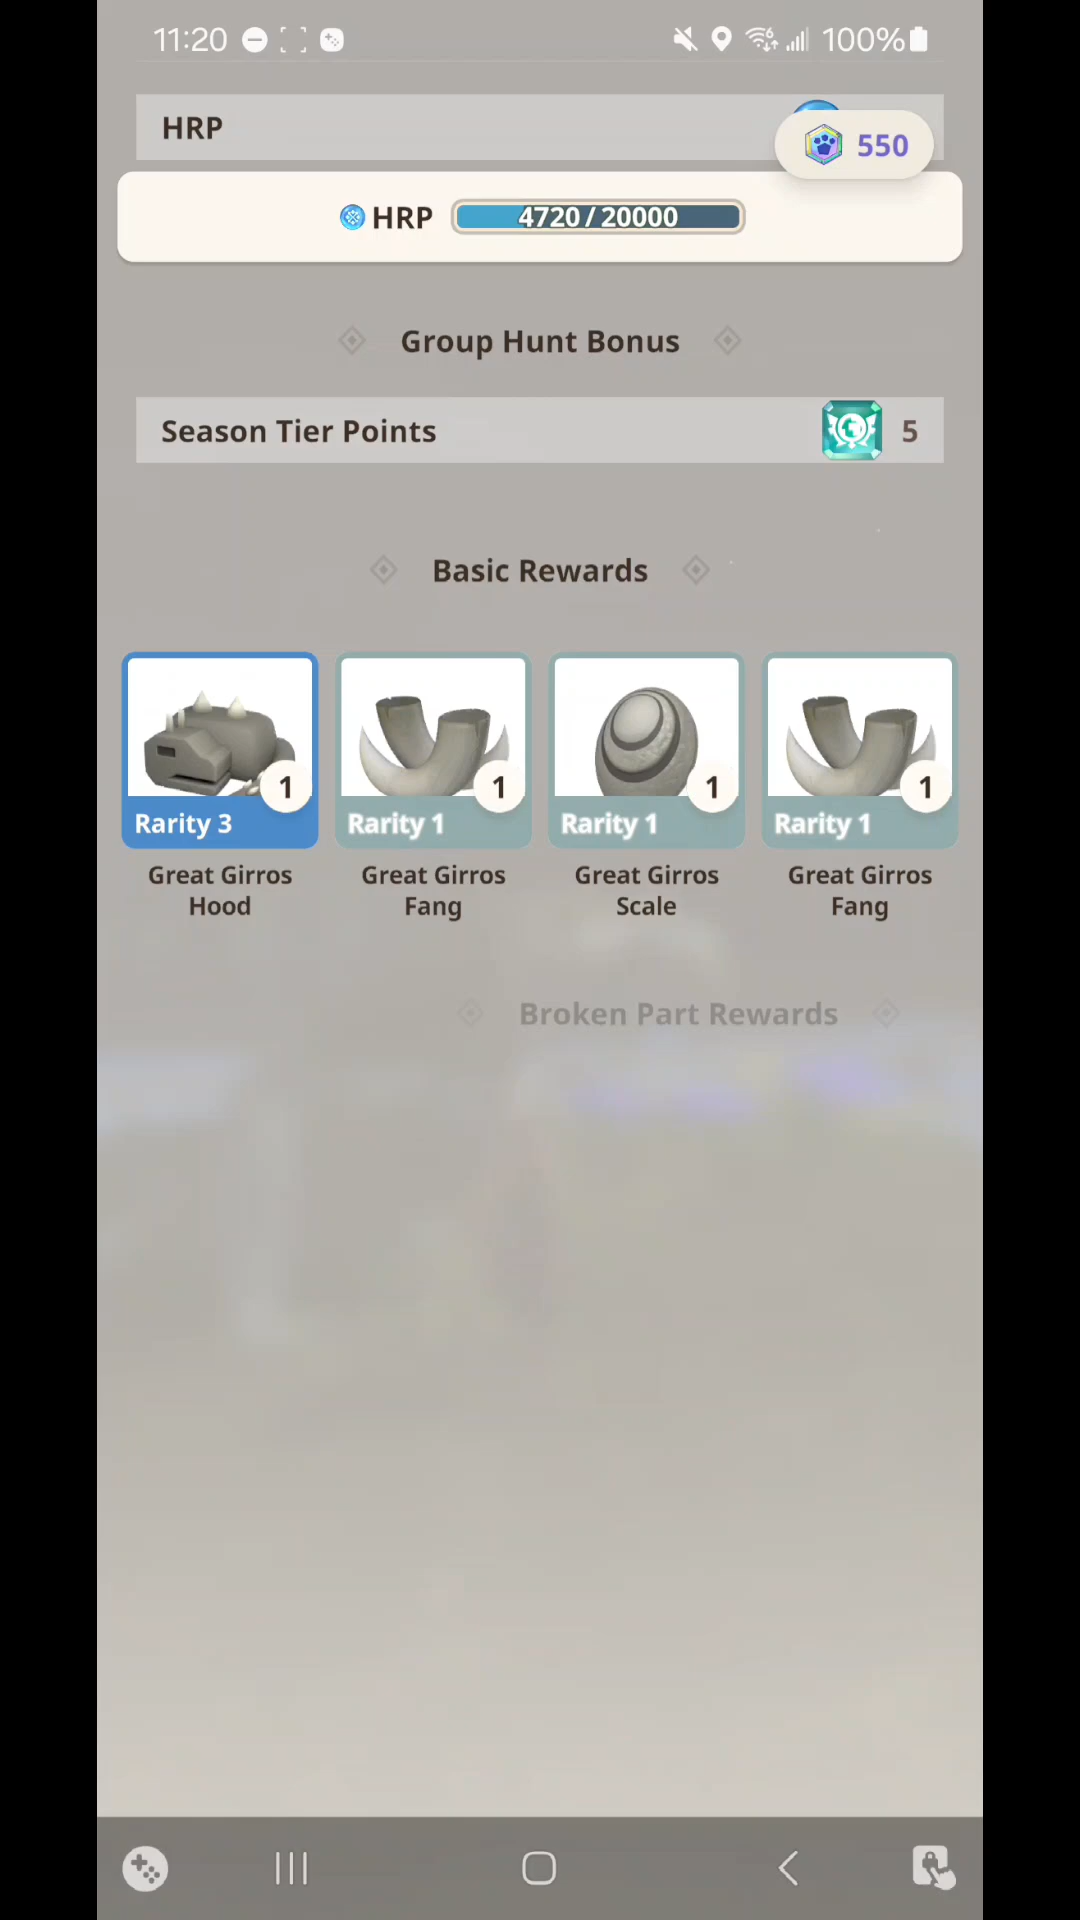 11:20
100%
HRP
550
HRP 4720 / 20000
Group Hunt Bonus
Season Tier Points 5
Basic Rewards
1 1 1 1
Rarity 3 Rarity 1 Rarity 1 Rarity 1
Great Girros Great Girros Great Girros Great Girros
Hood Fang Scale Fang
Broken Part Rewards